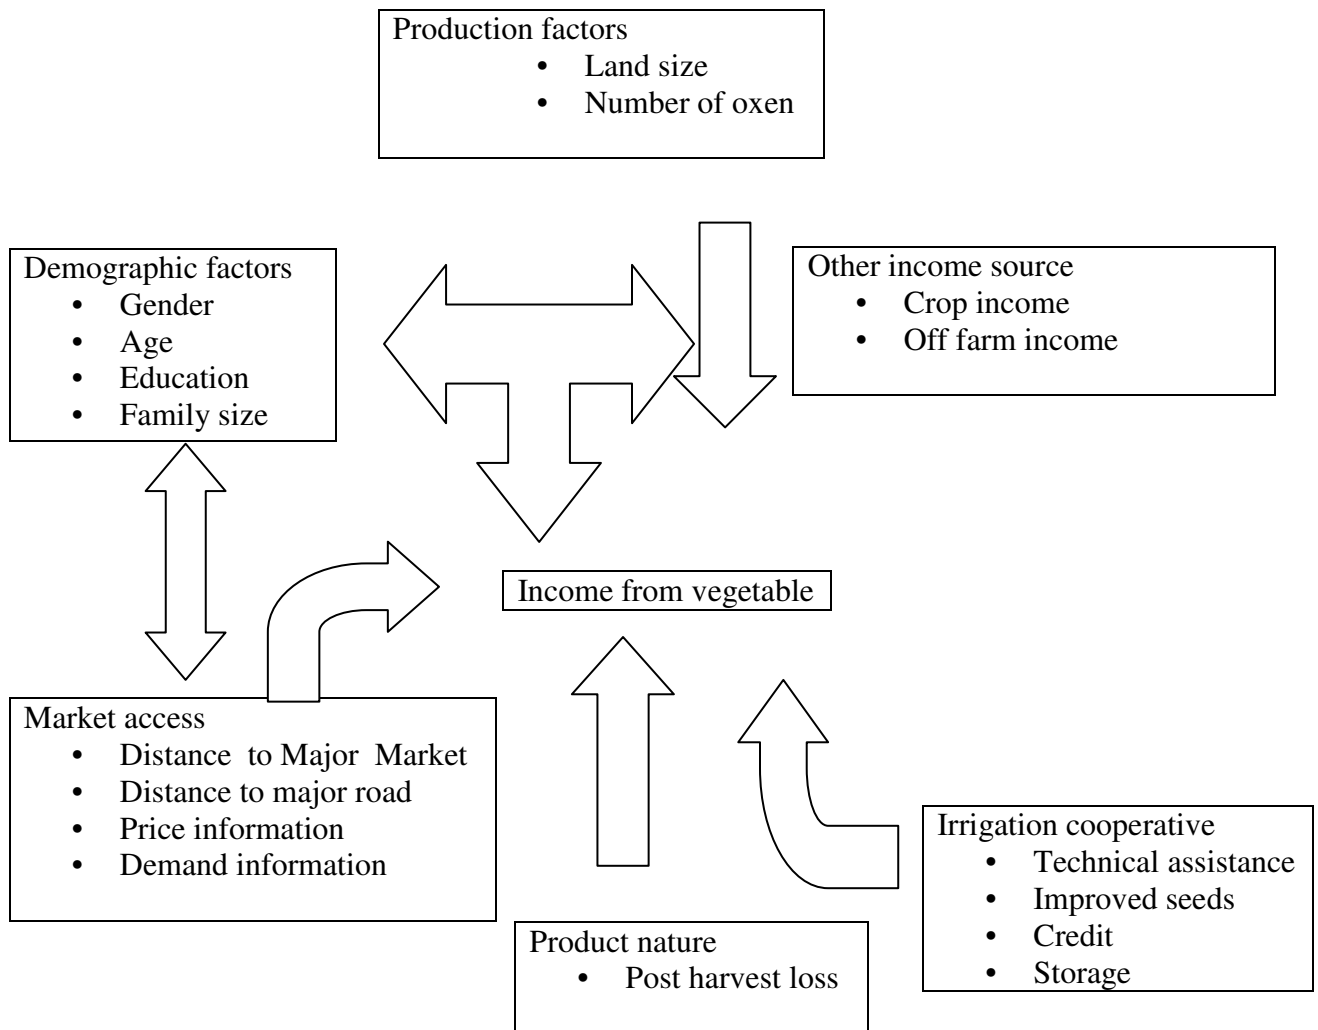 Production factors
• Land size
• Number of oxen
Demographic factors
• Gender
• Age
• Education
• Family size
Other income source
• Crop income
• Off farm income
Income from vegetable
Market access
• Distance to Major Market
• Distance to major road
• Price information
• Demand information
Irrigation cooperative
• Technical assistance
• Improved seeds
• Credit
• Storage
Product nature
• Post harvest loss